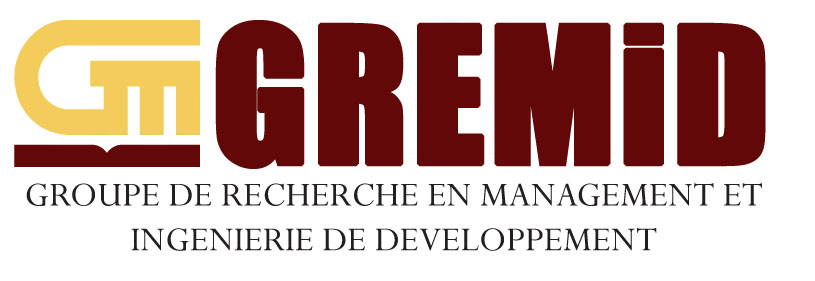 GREMiD
GROUPE DE RECHERCHE EN MANAGEMENT ET
INGENIERIE DE DEVELOPPEMENT